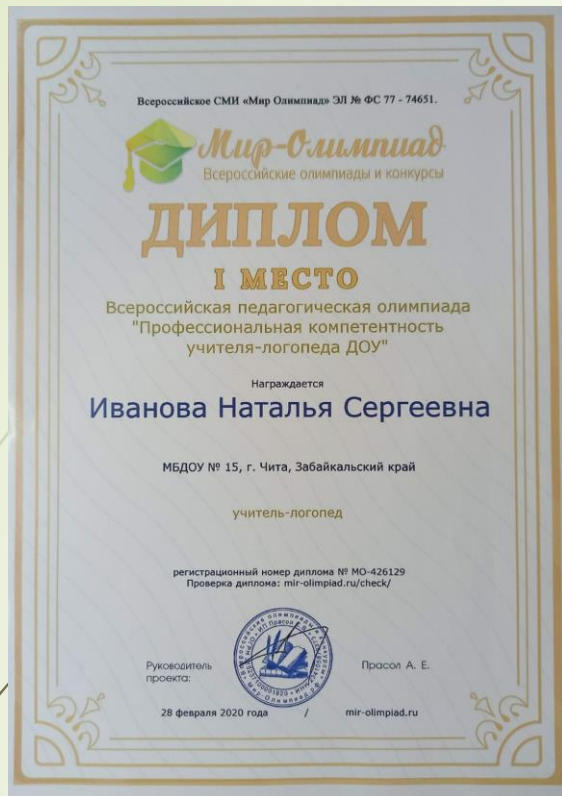 Всероссийское СМИ «Мир Олимпиад» ЭЛ № ФС 77 - 74651.
Мир-Олимпиад
Всероссийские олимпиады и конкурсы
ДИПЛОМ
I МЕСТО
Всероссийская педагогическая олимпиада
"Профессиональная компетентность
учителя-логопеда ДОУ"
Награждается
Иванова Наталья Сергеевна
МБДОУ № 15, г. Чита, Забайкальский край
учитель-логопед
регистрационный номер диплома № МО-426129
Проверка диплома: mir-olimpiad.ru/check/
Руководитель
проекта:
Прасол А. Е.
28 февраля 2020 года / mir-olimpiad.ru